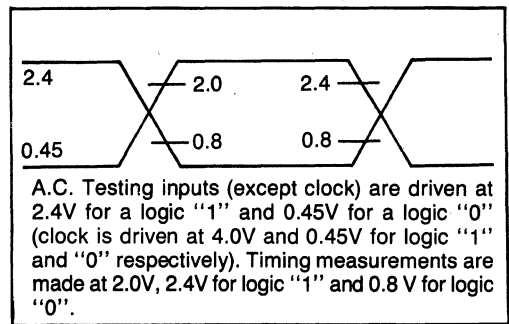 2.4
2.0
2.4
0.8
0.8
0.45
A.C. Testing inputs (except clock) are driven at
2.4V for a logic ‘‘1’’ and 0.45V for a logic ‘‘0’’
(clock is driven at 4.0V and 0.45V for logic ‘‘1’’
and ‘‘0’’ respectively). Timing measurements are
made at 2.0V, 2.4V for logic ‘‘1’’ and 0.8 V for logic
‘‘0’’.